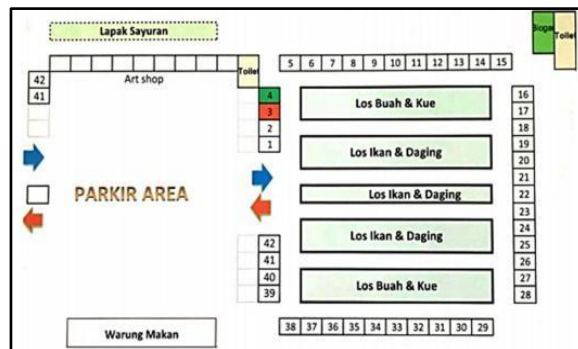 Lapak Sayuran
Biogas
Toilet
Toilet
Art shop
42
41
5 6 7 8 9 10 11 12 13 14 15
4
3
2
1
Los Buah & Kue
Los Ikan & Daging
Los Ikan & Daging
Los Ikan & Daging
Los Buah & Kue
16
17
18
19
20
21
22
23
24
25
26
27
28
PARKIR AREA
42
41
40
39
38 37 36 35 34 33 32 31 30 29
Warung Makan